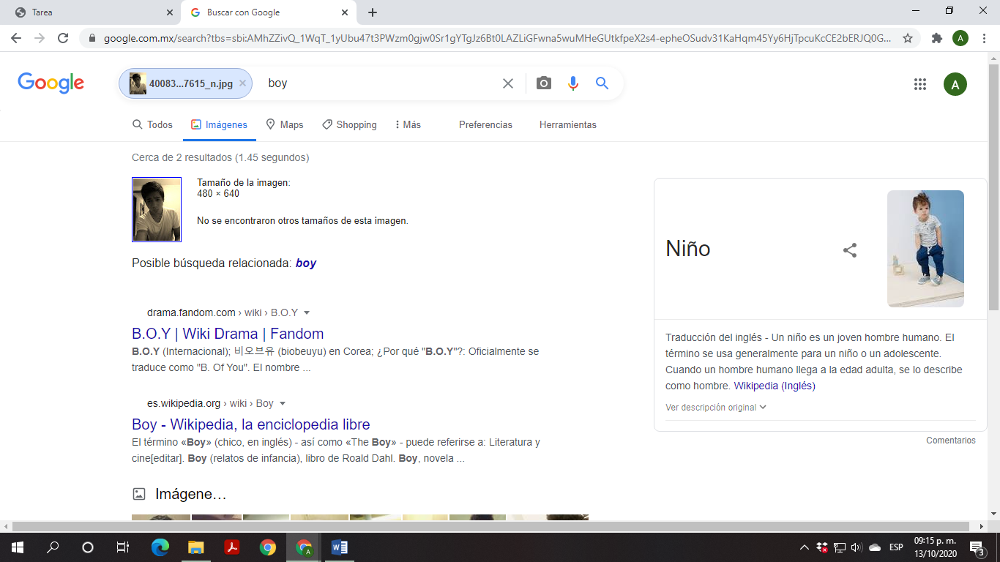 Tarea
Buscar con Google
google.com.mx/search?tbs=sbi:AMhZZivQ_1WqT_1yUbu47t3PWzm0gjw0Sr1gYTgJz6Bt0LAZLiGFwna5wuMHeGUtkfpeX2s4-epheOSudv31KaHqm45Yy6HjTpcuKcCE2bERJQ0G...
A
Google
40083...7615_n.jpg
boy
A
Todos
Imágenes
Maps
Shopping
Más
Preferencias
Herramientas
Cerca de 2 resultados (1.45 segundos)
Tamaño de la imagen:
480 × 640
No se encontraron otros tamaños de esta imagen.
Posible búsqueda relacionada: boy
drama.fandom.com › wiki › B.O.Y
B.O.Y | Wiki Drama | Fandom
B.O.Y (Internacional); 비오브유 (biobeuyu) en Corea; ¿Por qué "B.O.Y"?: Oficialmente se
traduce como "B. Of You". El nombre ...
es.wikipedia.org › wiki › Boy
Boy - Wikipedia, la enciclopedia libre
El término «Boy» (chico, en inglés) - así como «The Boy» - puede referirse a: Literatura y
cine[editar]. Boy (relatos de infancia), libro de Roald Dahl. Boy, novela ...
Imágene…
Niño
Traducción del inglés - Un niño es un joven hombre humano. El
término se usa generalmente para un niño o un adolescente.
Cuando un hombre humano llega a la edad adulta, se lo describe
como hombre. Wikipedia (Inglés)
Ver descripción original
Comentarios
A
ESP
09:15 p. m.
13/10/2020
3